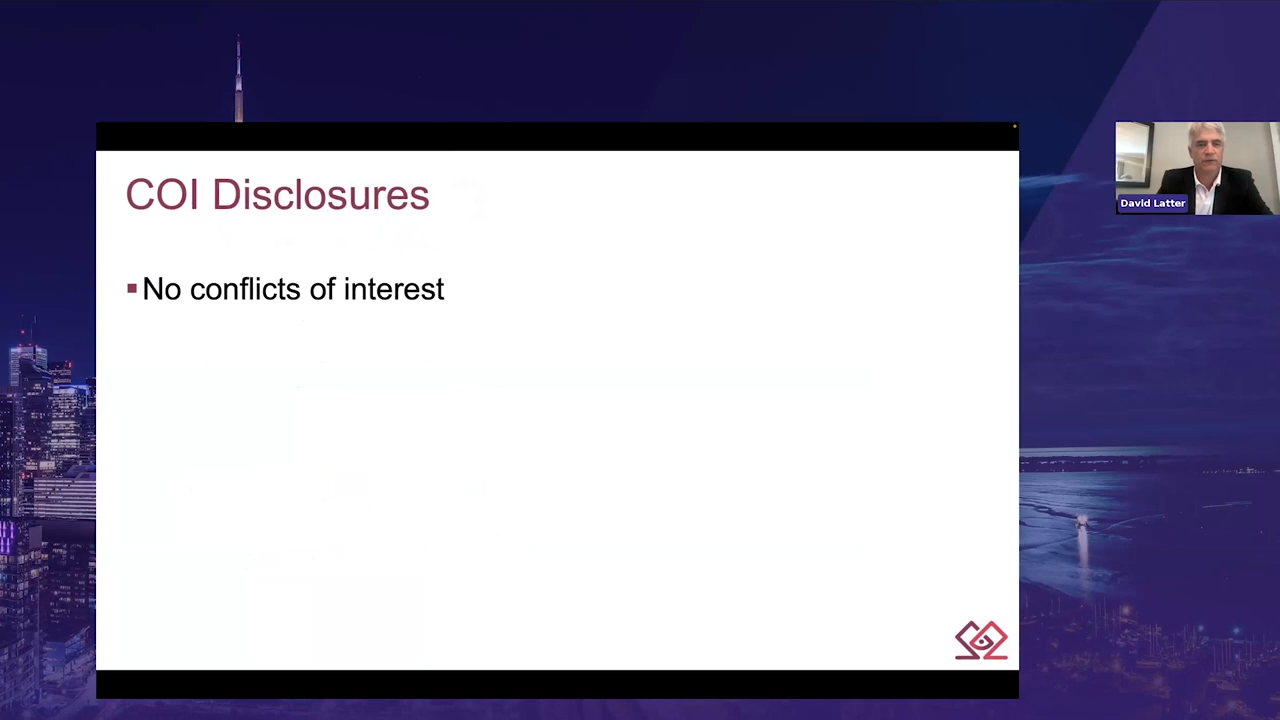 COI Disclosures
No conflicts of interest
David Latter